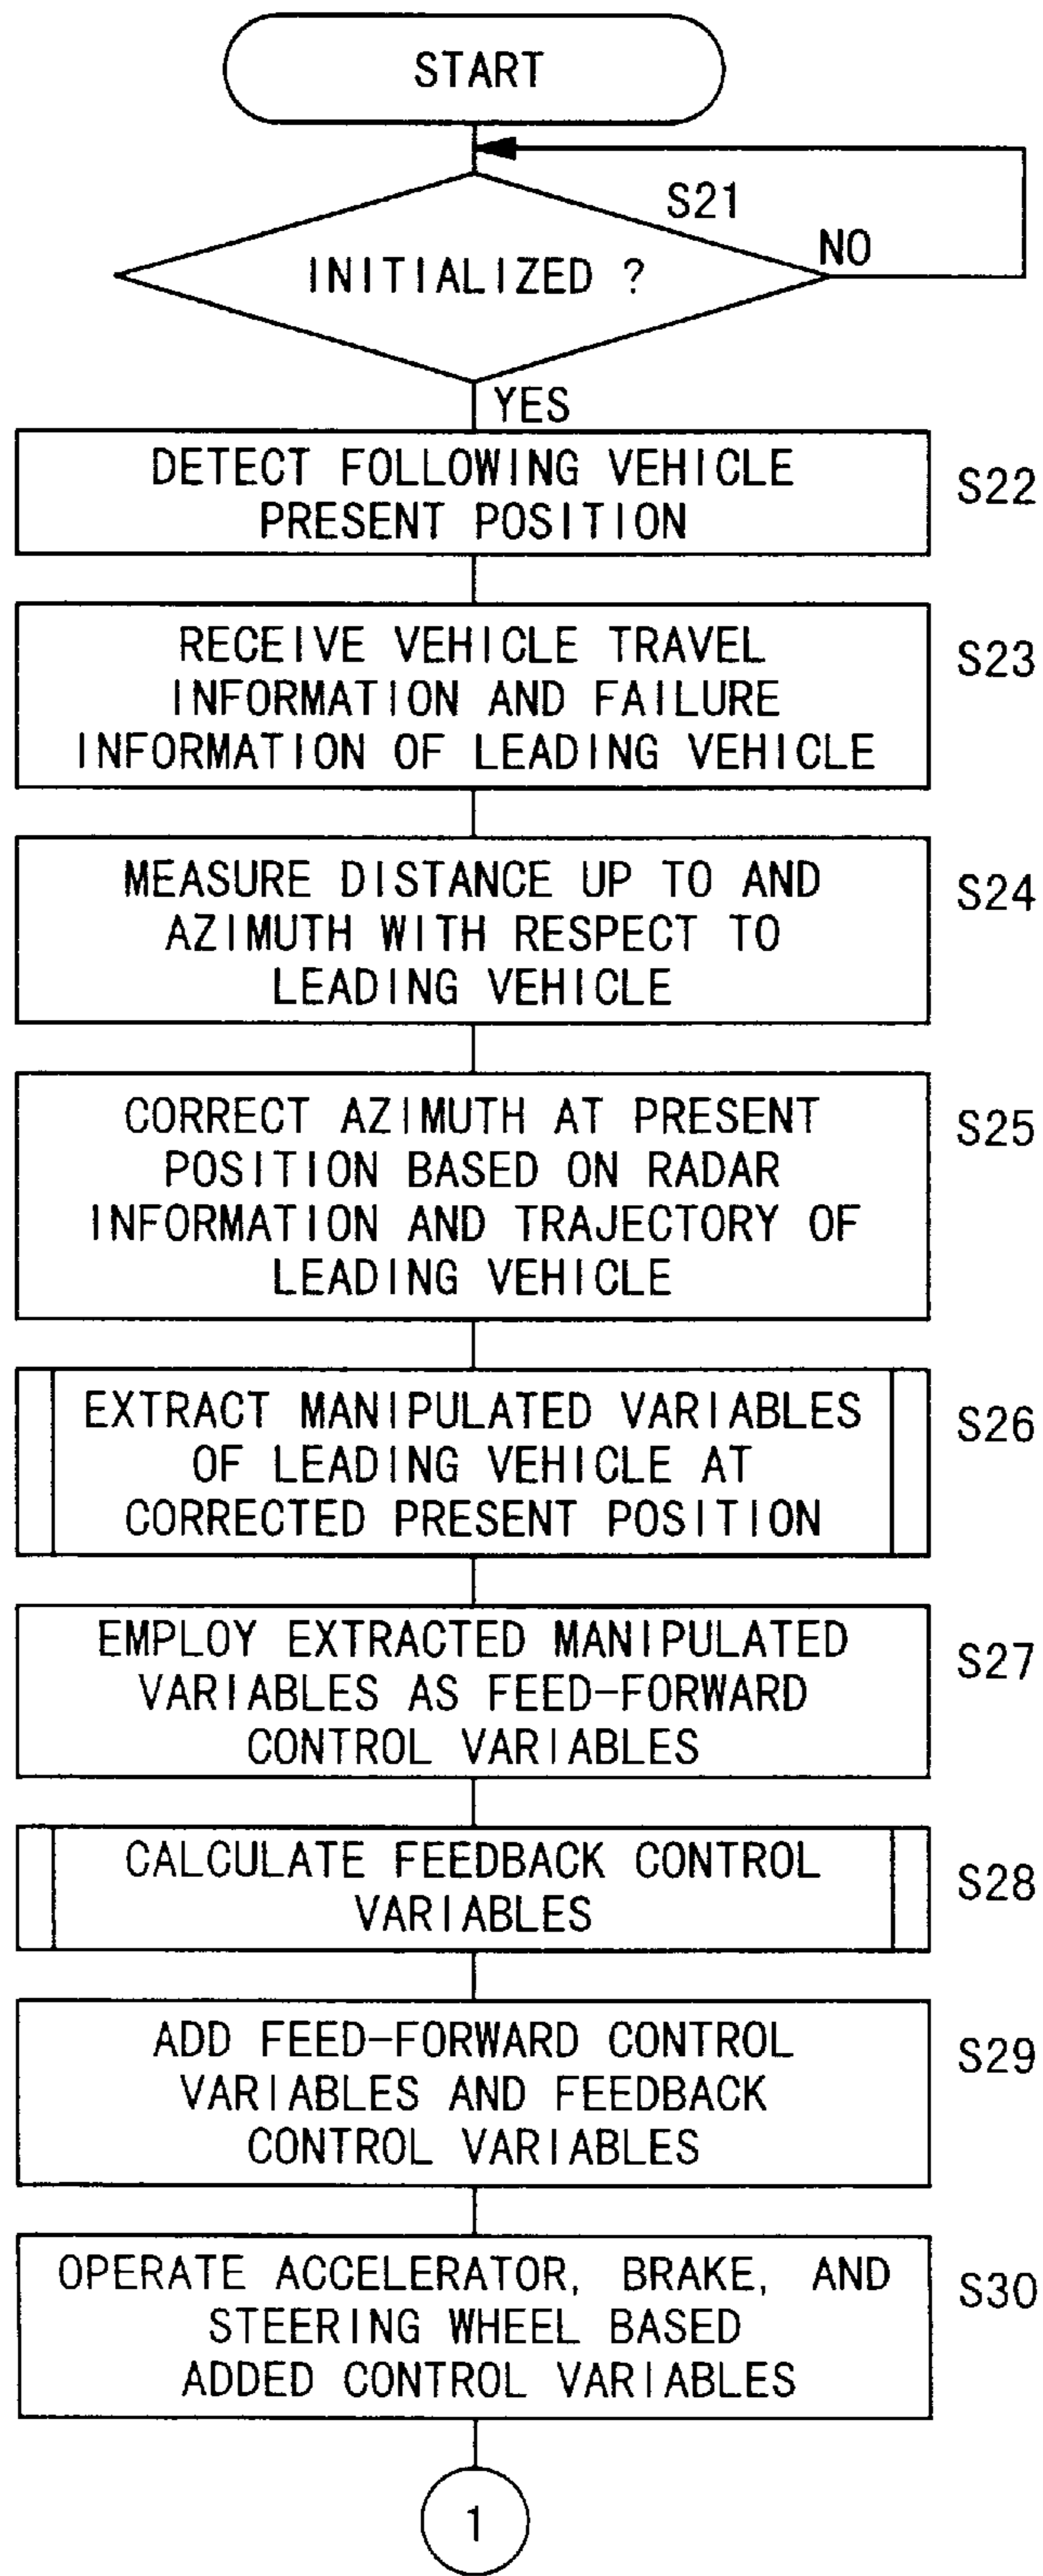 START
S21
NO
INITIALIZED ?
YES
DETECT FOLLOWING VEHICLE
PRESENT POSITION
S22
RECEIVE VEHICLE TRAVEL
INFORMATION AND FAILURE
INFORMATION OF LEADING VEHICLE
S23
MEASURE DISTANCE UP TO AND
AZIMUTH WITH RESPECT TO
LEADING VEHICLE
S24
CORRECT AZIMUTH AT PRESENT
POSITION BASED ON RADAR
INFORMATION AND TRAJECTORY OF
LEADING VEHICLE
S25
EXTRACT MANIPULATED VARIABLES
OF LEADING VEHICLE AT
CORRECTED PRESENT POSITION
S26
EMPLOY EXTRACTED MANIPULATED
VARIABLES AS FEED-FORWARD
CONTROL VARIABLES
S27
CALCULATE FEEDBACK CONTROL
VARIABLES
S28
ADD FEED-FORWARD CONTROL
VARIABLES AND FEEDBACK
CONTROL VARIABLES
S29
OPERATE ACCELERATOR, BRAKE, AND
STEERING WHEEL BASED
ADDED CONTROL VARIABLES
S30
1